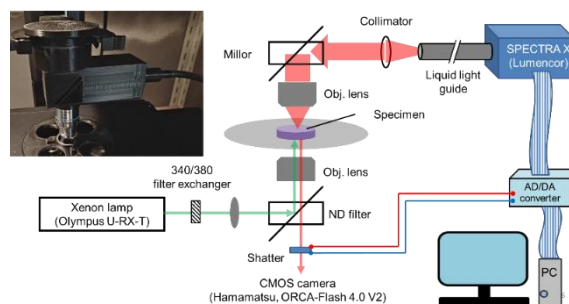 Collimator
Millor
SPECTRA X
(Lumencor)
Liquid light
guide
Obj. lens
Specimen
Obj. lens
340/380
filter exchanger
Xenon lamp
(Olympus U-RX-T)
ND filter
AD/DA
converter
Shatter
PC
CMOS camera
(Hamamatsu, ORCA-Flash 4.0 V2)